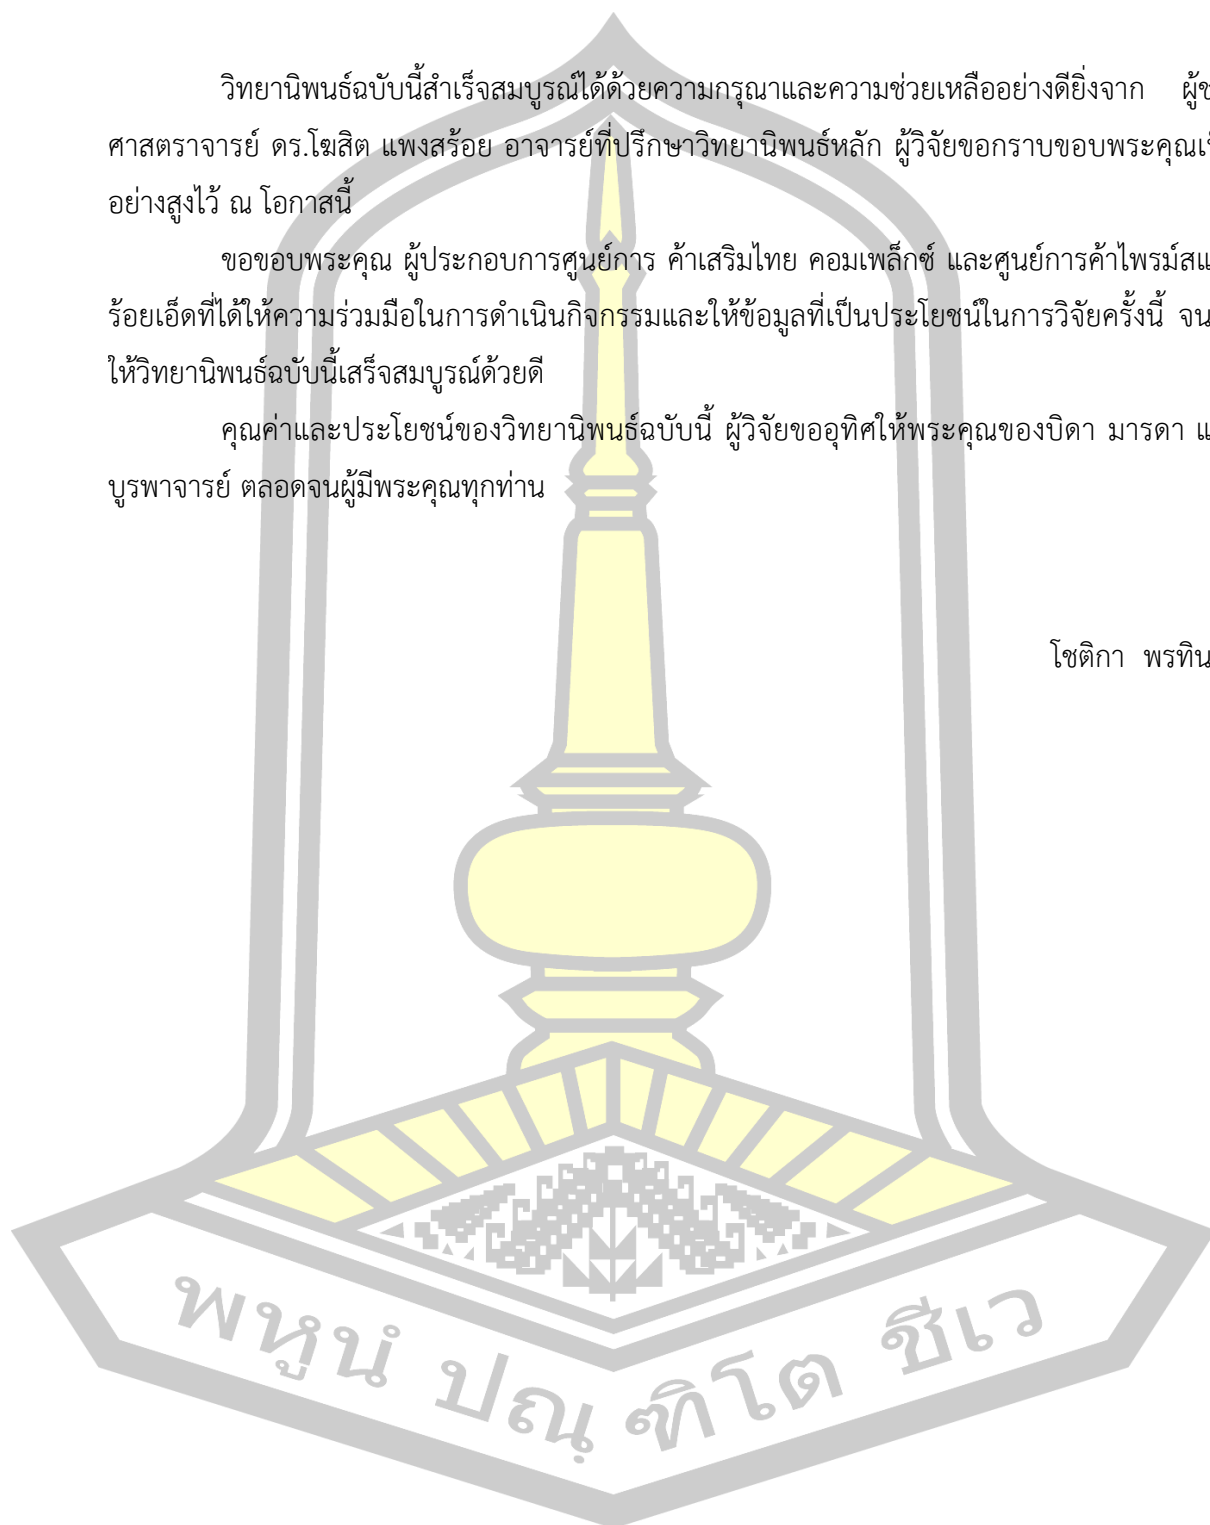 วิทยานิพนธ์ฉบับนี้สำเร็จสมบูรณ์ได้ด้วยความกรุณาและความช่วยเหลืออย่างดียิ่งจาก
ศาสตราจารย์ ดร.โฆสิต แพงสร้อย อาจารย์ที่ปรึกษาวิทยานิพนธ์หลัก ผู้วิจัยขอกราบขอบพระคุณ
อย่างสูงไว้ ณ โอกาสนี้
ขอขอบพระคุณ ผู้ประกอบการศูนย์การ ค้าเสริมไทย คอมเพล็กซ์ และศูนย์การค้าไพรม์
ร้อยเอ็ดที่ได้ให้ความร่วมมือในการดำเนินกิจกรรมและให้ข้อมูลที่เป็นประโยชน์ในการวิจัยครั้งนี้ จน
ให้วิทยานิพนธ์ฉบับนี้เสร็จสมบูรณ์ด้วยดี
คุณค่าและประโยชน์ของวิทยานิพนธ์ฉบับนี้ ผู้วิจัยขออุทิศให้พระคุณของบิดา มารดา
บูรพาจารย์ ตลอดจนผู้มีพระคุณทุกท่าน
โชติกา พรทิน
พหูนํ ปณฺฑิโต ชีเว